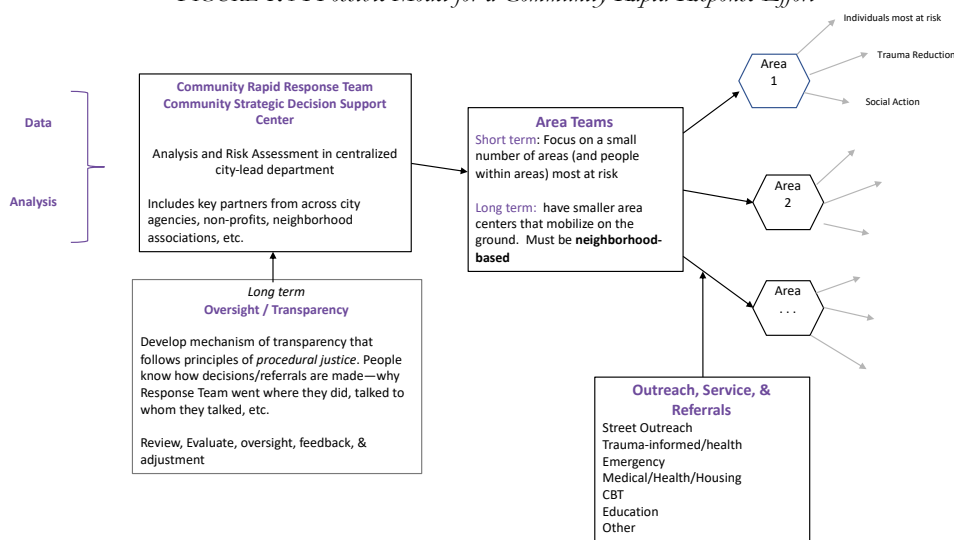 Individuals most at risk
Trauma Reduction
Social Action
Area
1
Area
2
Area
. . .
Data
Analysis
Community Rapid Response Team
Community Strategic Decision Support
Center
Analysis and Risk Assessment in centralized
city-lead department
Includes key partners from across city
agencies, non-profits, neighborhood
associations, etc.
Area Teams
Short term: Focus on a small
number of areas (and people
within areas) most at risk
Long term:  have smaller area
centers that mobilize on the
ground.  Must be neighborhood-
based
Long term
Oversight / Transparency
Develop mechanism of transparency that
follows principles of procedural justice. People
know how decisions/referrals are made—why
Response Team went where they did, talked to
whom they talked, etc.
Review, Evaluate, oversight, feedback, &
adjustment
Outreach, Service, &
Referrals
Street Outreach
Trauma-informed/health
Emergency
Medical/Health/Housing
CBT
Education
Other